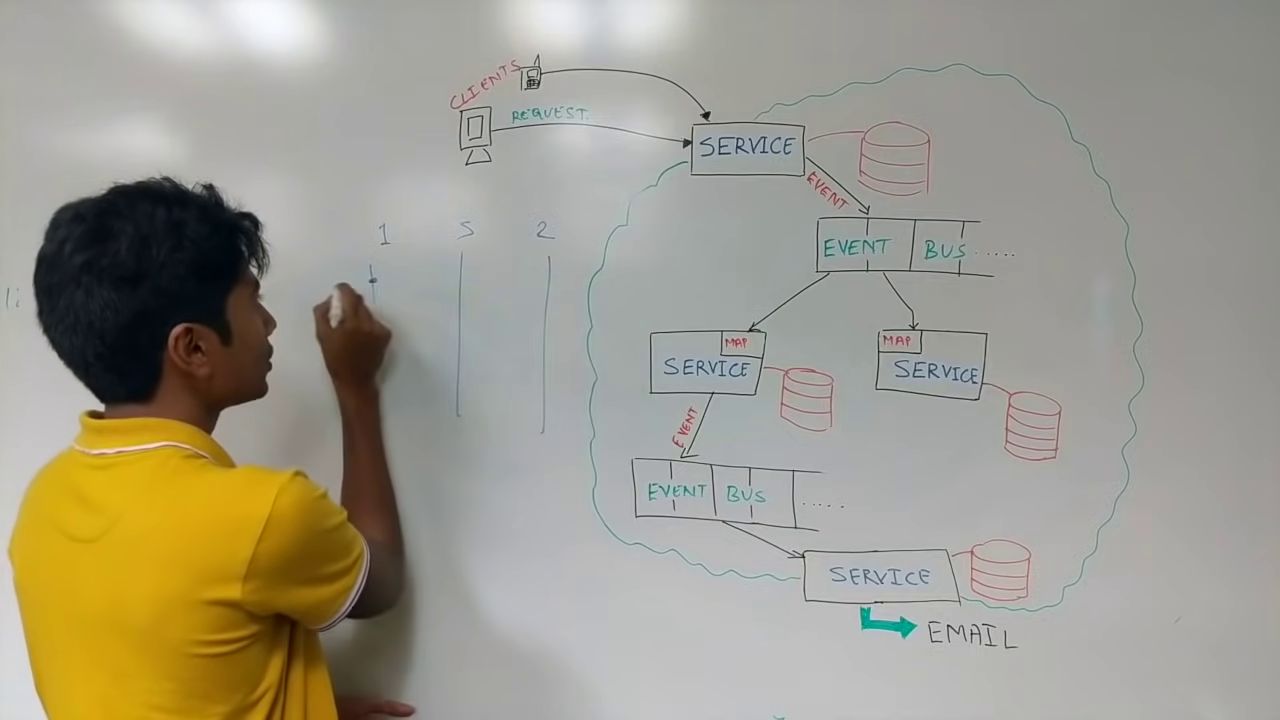 CLIENTS
REQUEST.
SERVICE
EVENT
EVENT BUS .....
1 S 2
MAP
SERVICE
MAP
SERVICE
EVENT
EVENT BUS .....
SERVICE
EMAIL